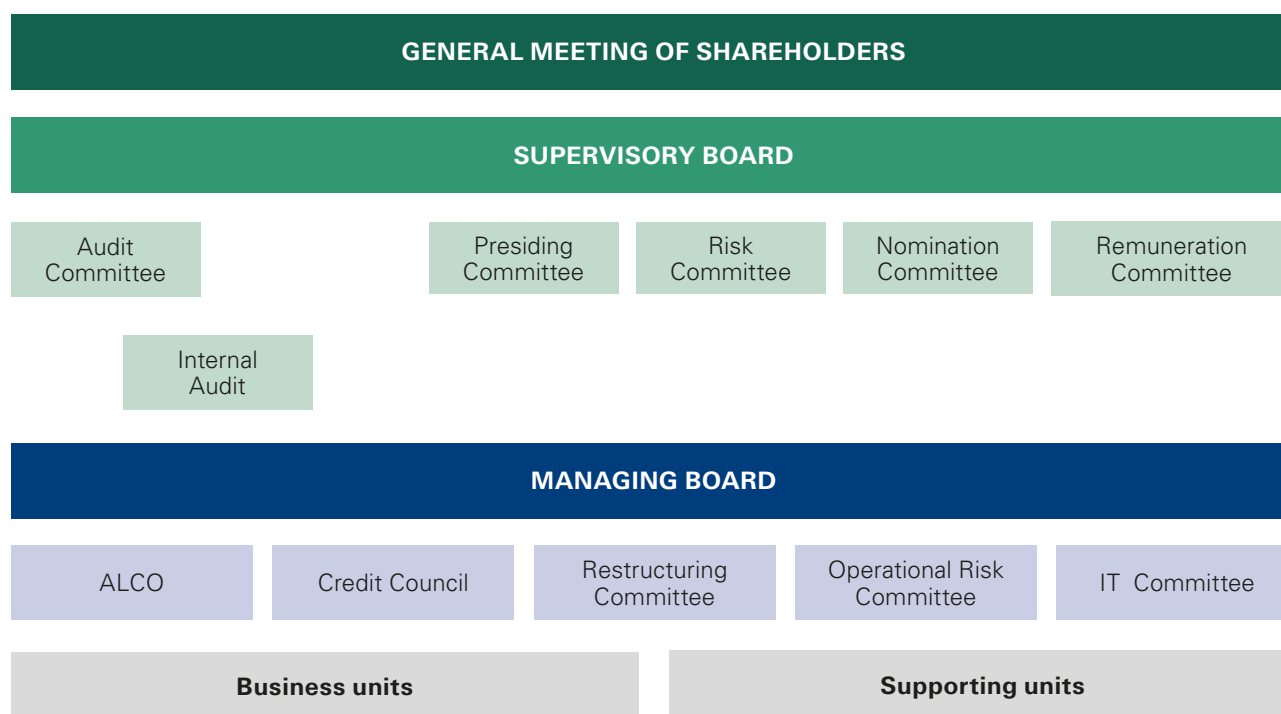 GENERAL MEETING OF SHAREHOLDERS
SUPERVISORY BOARD
Audit
Committee
Presiding
Committee
Risk
Committee
Nomination
Committee
Remuneration
Committee
Internal
Audit
MANAGING BOARD
ALCO
Credit Council
Restructuring
Committee
Operational Risk
Committee
IT Committee
Business units
Supporting units